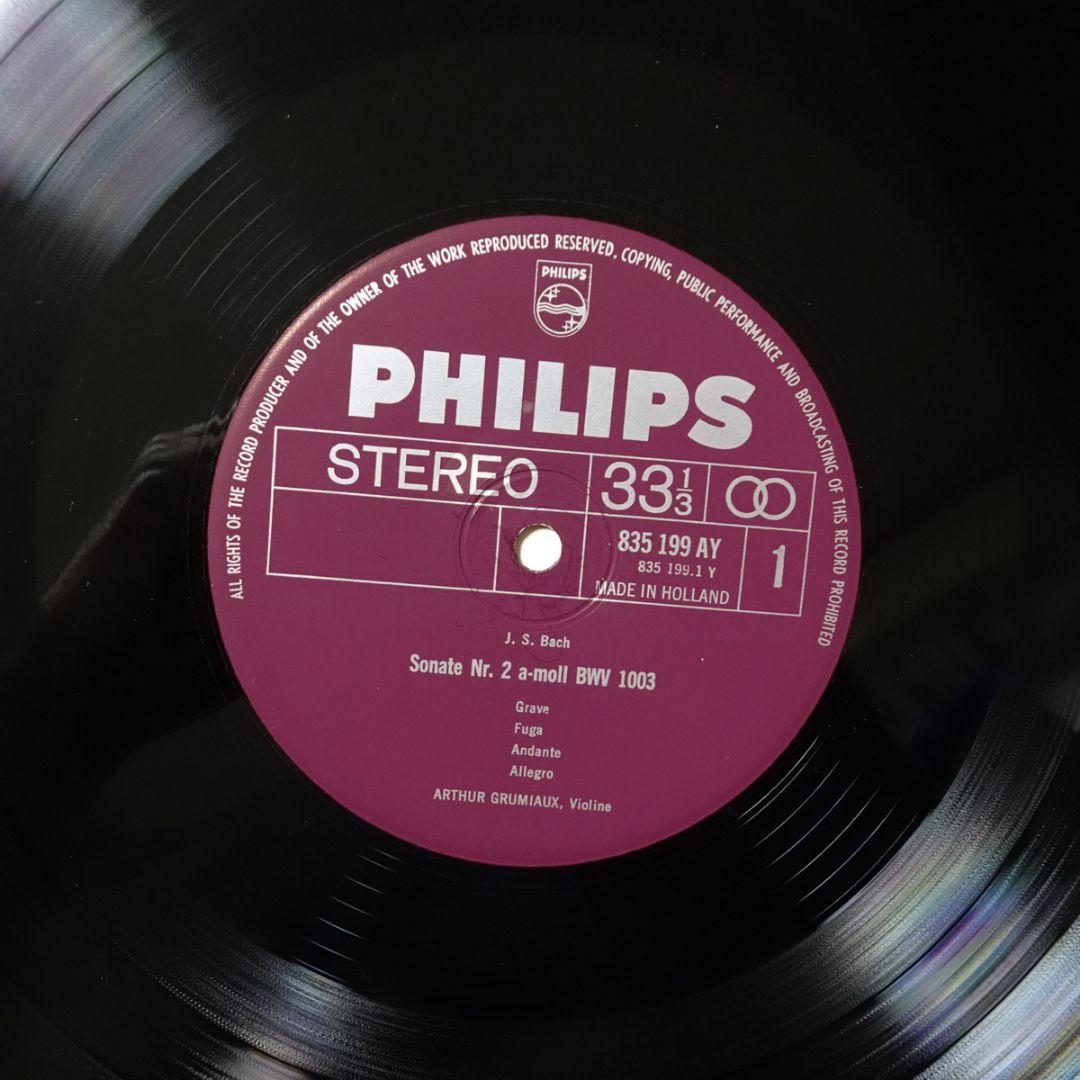 ALL RIGHTS OF THE RECORD PRODUCER AND OF THE OWNER OF THE WORK REPRODUCED RESERVED. COPYING, PUBLIC PERFORMANCE AND BROADCASTING OF THIS RECORD PROHIBITED
PHILIPS
PHILIPS
STEREO
33 1/3
835 199 AY
835 199.1 Y
MADE IN HOLLAND
1
J. S. Bach
Sonate Nr. 2 a-moll BWV 1003
Grave
Fuga
Andante
Allegro
ARTHUR GRUMIAUX, Violine